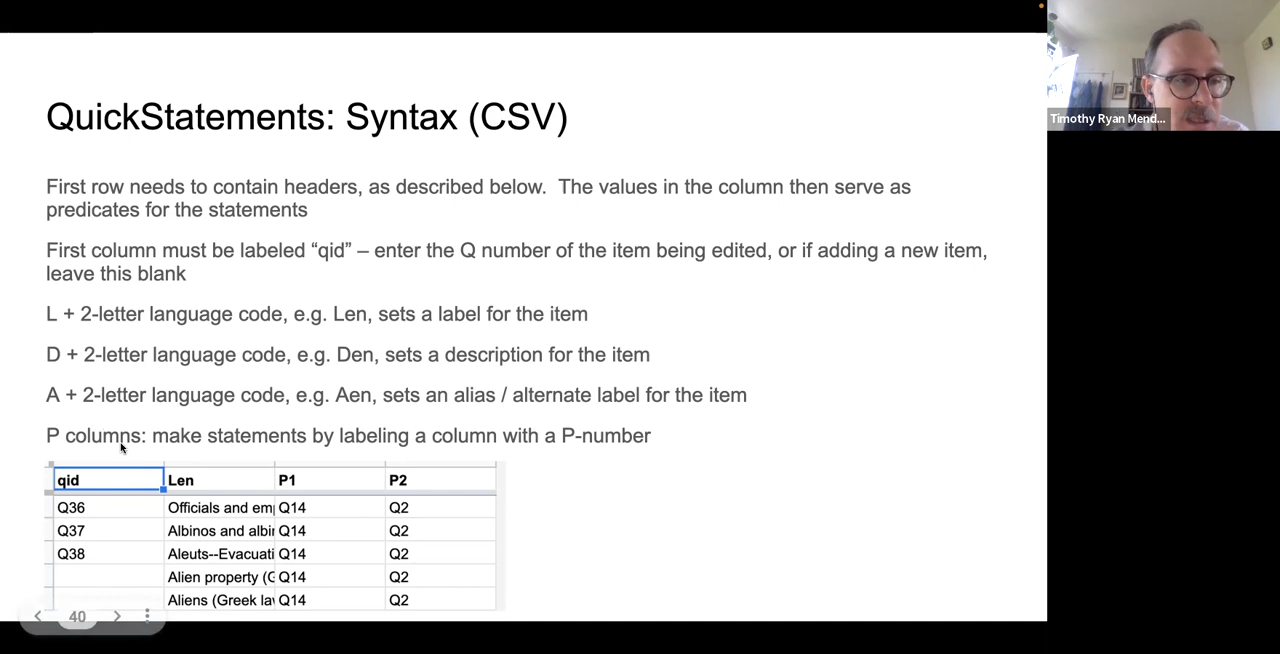 QuickStatements: Syntax (CSV)
First row needs to contain headers, as described below.  The values in the column then serve as
predicates for the statements
First column must be labeled “qid” – enter the Q number of the item being edited, or if adding a new item,
leave this blank
L + 2-letter language code, e.g. Len, sets a label for the item
D + 2-letter language code, e.g. Den, sets a description for the item
A + 2-letter language code, e.g. Aen, sets an alias / alternate label for the item
P columns: make statements by labeling a column with a P-number
qid Len P1 P2
Q36 Officials and emp Q14 Q2
Q37 Albinos and albin Q14 Q2
Q38 Aleuts--Evacuati Q14 Q2
Alien property (G Q14 Q2
Aliens (Greek law Q14 Q2
40
Timothy Ryan Mend...